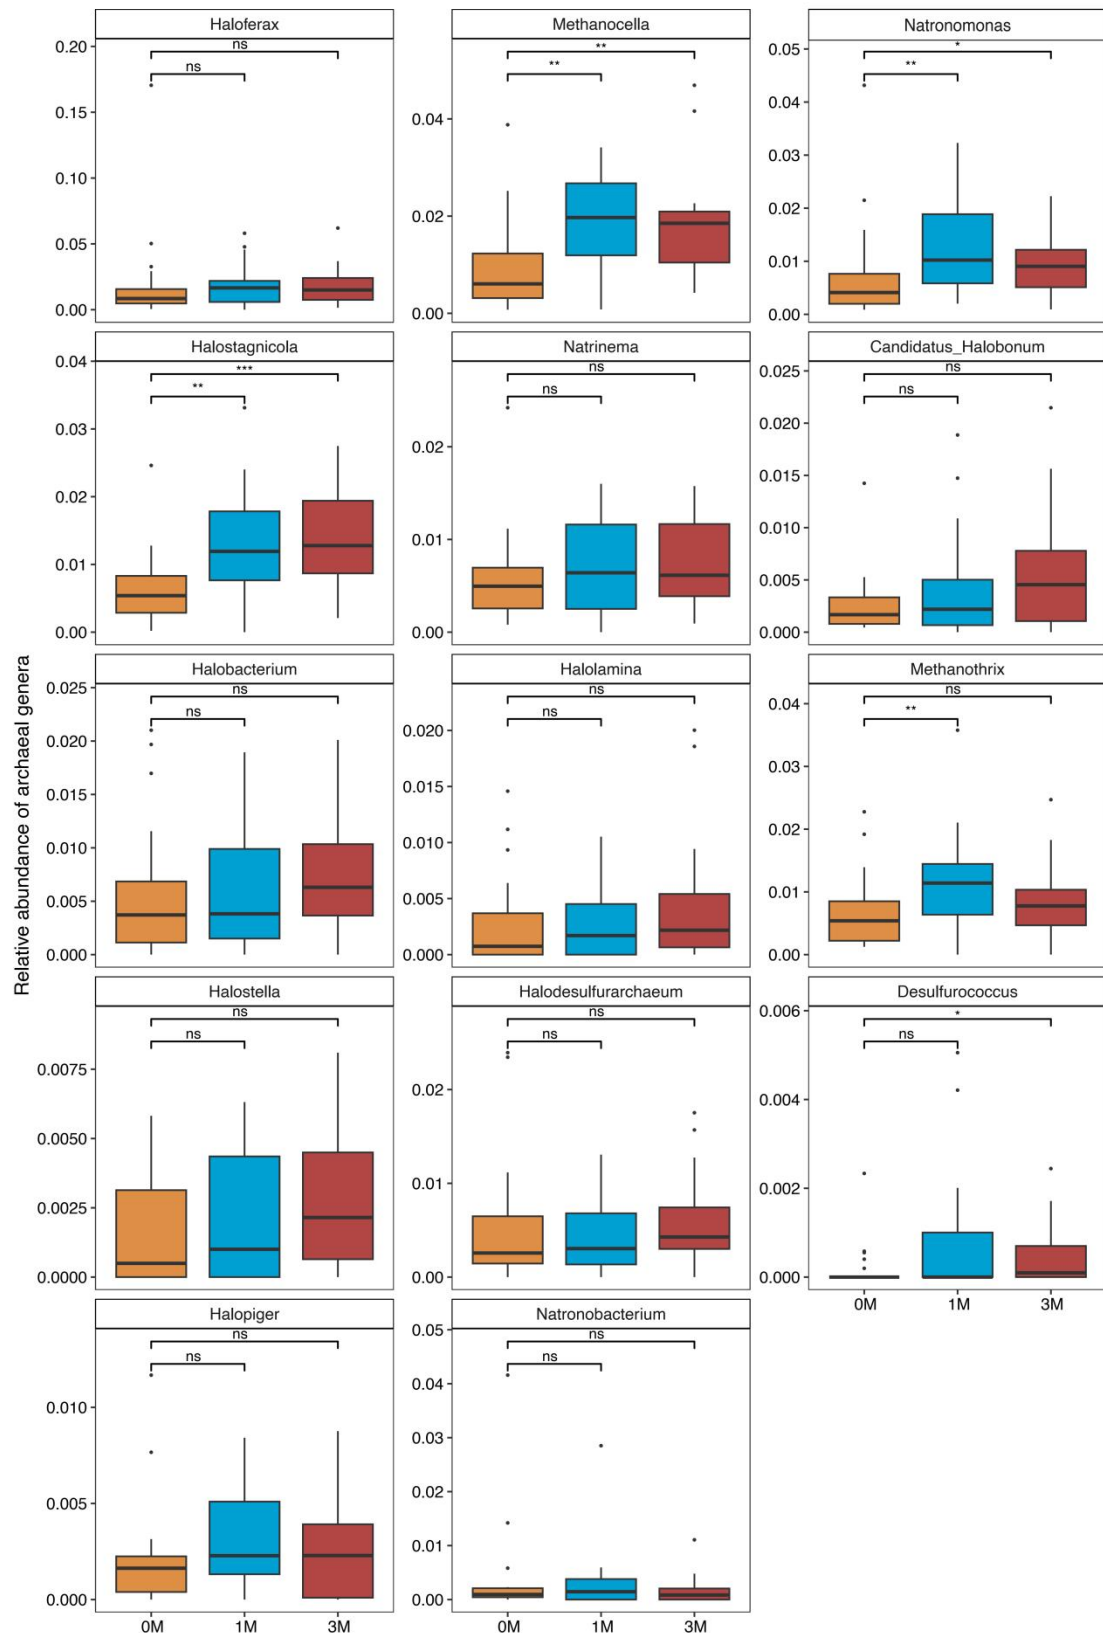 Relative abundance of archaeal genera
Haloferax
ns
ns
0.20
0.15
0.10
0.05
0.00
Methanocella
**
**
0.04
0.02
0.00
Natronomonas
*
**
0.05
0.04
0.03
0.02
0.01
0.00
Halostagnicola
***
**
0.04
0.03
0.02
0.01
0.00
Natrinema
ns
ns
0.02
0.01
0.00
Candidatus_Halobonum
ns
ns
0.025
0.020
0.015
0.010
0.005
0.000
Halobacterium
ns
ns
0.025
0.020
0.015
0.010
0.005
0.000
Halolamina
ns
ns
0.020
0.015
0.010
0.005
0.000
Methanothrix
ns
**
0.04
0.03
0.02
0.01
0.00
Halostella
ns
ns
0.0075
0.0050
0.0025
0.0000
Halodesulfurarchaeum
ns
ns
0.02
0.01
0.00
Desulfurococcus
*
ns
0.006
0.004
0.002
0.000
0M 1M 3M
Halopiger
ns
ns
0.010
0.005
0.000
0M 1M 3M
Natronobacterium
ns
ns
0.05
0.04
0.03
0.02
0.01
0.00
0M 1M 3M